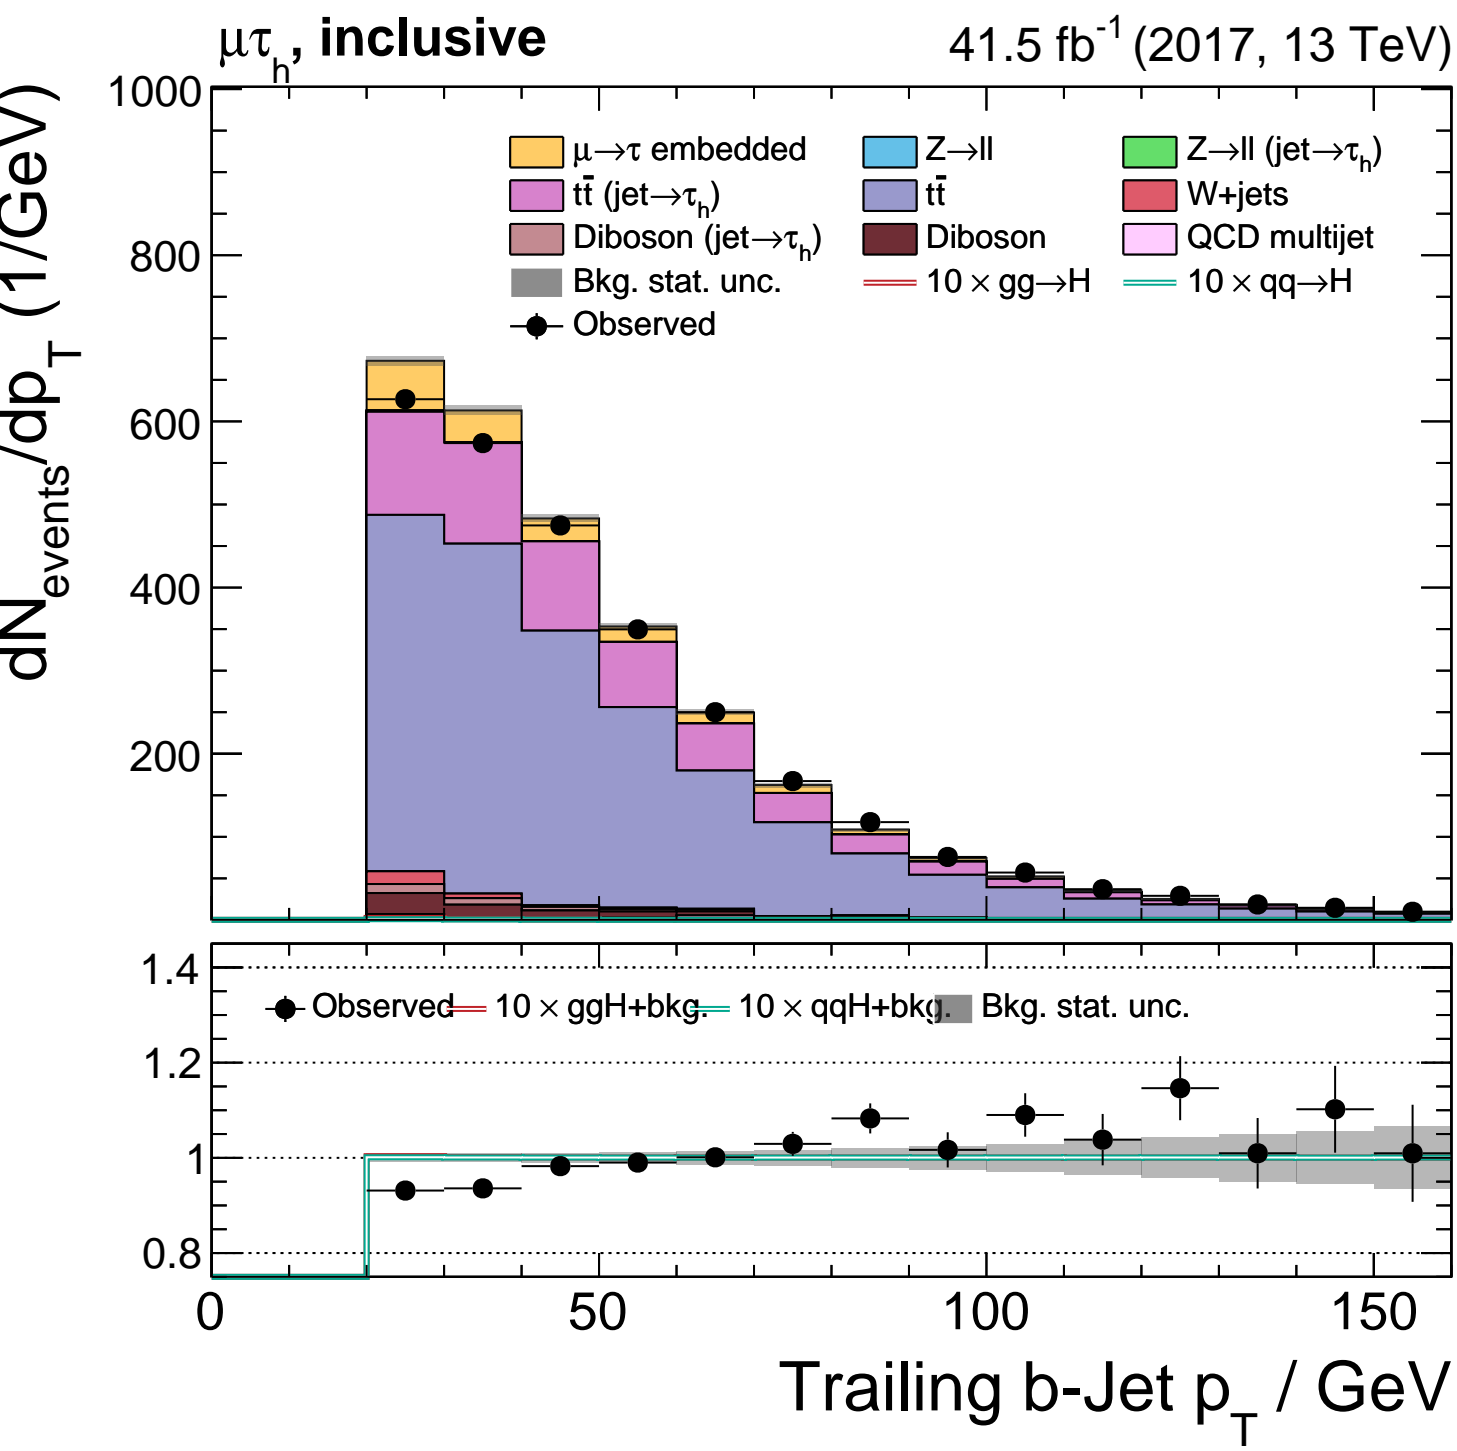 μτh, inclusive 41.5 fb-1 (2017, 13 TeV)
dNevents/dpT (1/GeV)
1000
800
600
400
200
μ→τ embedded Z→ll Z→ll (jet→τh)
tt̄ (jet→τh) tt̄ W+jets
Diboson (jet→τh) Diboson QCD multijet
Bkg. stat. unc. 10 × gg→H 10 × qq→H
Observed
1.4
1.2
1
0.8
Observed 10 × ggH+bkg. 10 × qqH+bkg. Bkg. stat. unc.
0 50 100 150
Trailing b-Jet pT / GeV